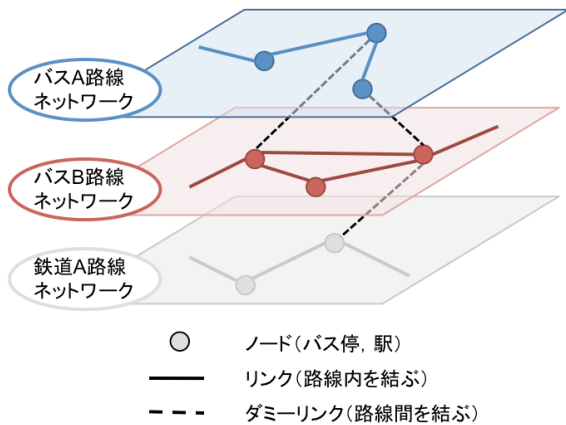 バスA路線
ネットワーク
バスB路線
ネットワーク
鉄道A路線
ネットワーク
ノード(バス停, 駅)
リンク(路線内を結ぶ)
ダミーリンク(路線間を結ぶ)